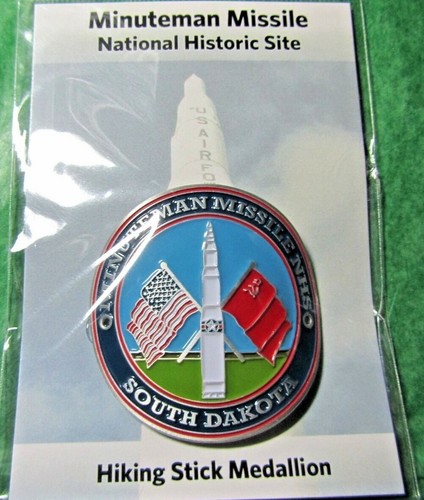 Minuteman Missile
National Historic Site
USAIRFO
MINUTEMAN MISSILE NHS
SOUTH DAKOTA
Hiking Stick Medallion